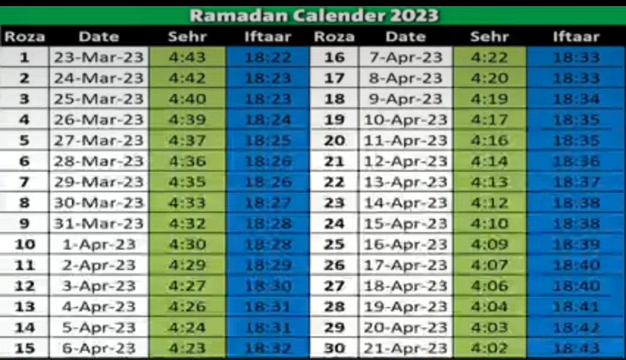 Ramadan Calender 2023
Roza Date Sehr Iftaar Roza Date Sehr Iftaar
1 23-Mar-23 4:43 18:22 16 7-Apr-23 4:22 18:33
2 24-Mar-23 4:42 18:23 17 8-Apr-23 4:20 18:33
3 25-Mar-23 4:40 18:23 18 9-Apr-23 4:19 18:34
4 26-Mar-23 4:39 18:24 19 10-Apr-23 4:17 18:35
5 27-Mar-23 4:37 18:25 20 11-Apr-23 4:16 18:35
6 28-Mar-23 4:36 18:26 21 12-Apr-23 4:14 18:36
7 29-Mar-23 4:35 18:26 22 13-Apr-23 4:13 18:37
8 30-Mar-23 4:33 18:27 23 14-Apr-23 4:12 18:38
9 31-Mar-23 4:32 18:28 24 15-Apr-23 4:10 18:38
10 1-Apr-23 4:30 18:28 25 16-Apr-23 4:09 18:39
11 2-Apr-23 4:29 18:29 26 17-Apr-23 4:07 18:40
12 3-Apr-23 4:27 18:30 27 18-Apr-23 4:06 18:40
13 4-Apr-23 4:26 18:31 28 19-Apr-23 4:04 18:41
14 5-Apr-23 4:24 18:31 29 20-Apr-23 4:03 18:42
15 6-Apr-23 4:23 18:32 30 21-Apr-23 4:02 18:43